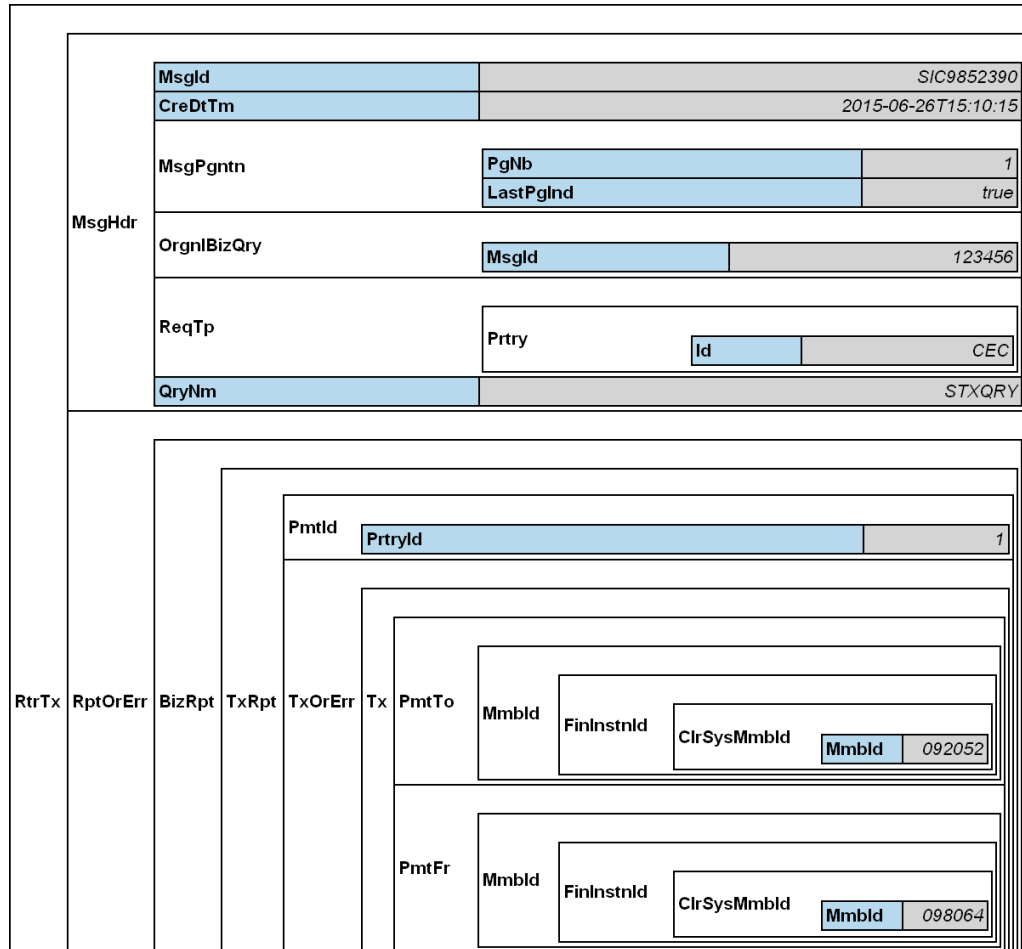 MsgId SIC9852390
CreDtTm 2015-06-26T15:10:15
MsgPgntn
PgNb 1
LastPgInd true
MsgHdr
OrgnlBizQry
MsgId 123456
ReqTp
Prtry
Id CEC
QryNm STXQRY
PmtId
PrtryId 1
RtrTx RptOrErr BizRpt TxRpt TxOrErr Tx PmtTo
MmbId
FinInstnId
ClrSysMmbId
MmbId 092052
PmtFr
MmbId
FinInstnId
ClrSysMmbId
MmbId 098064